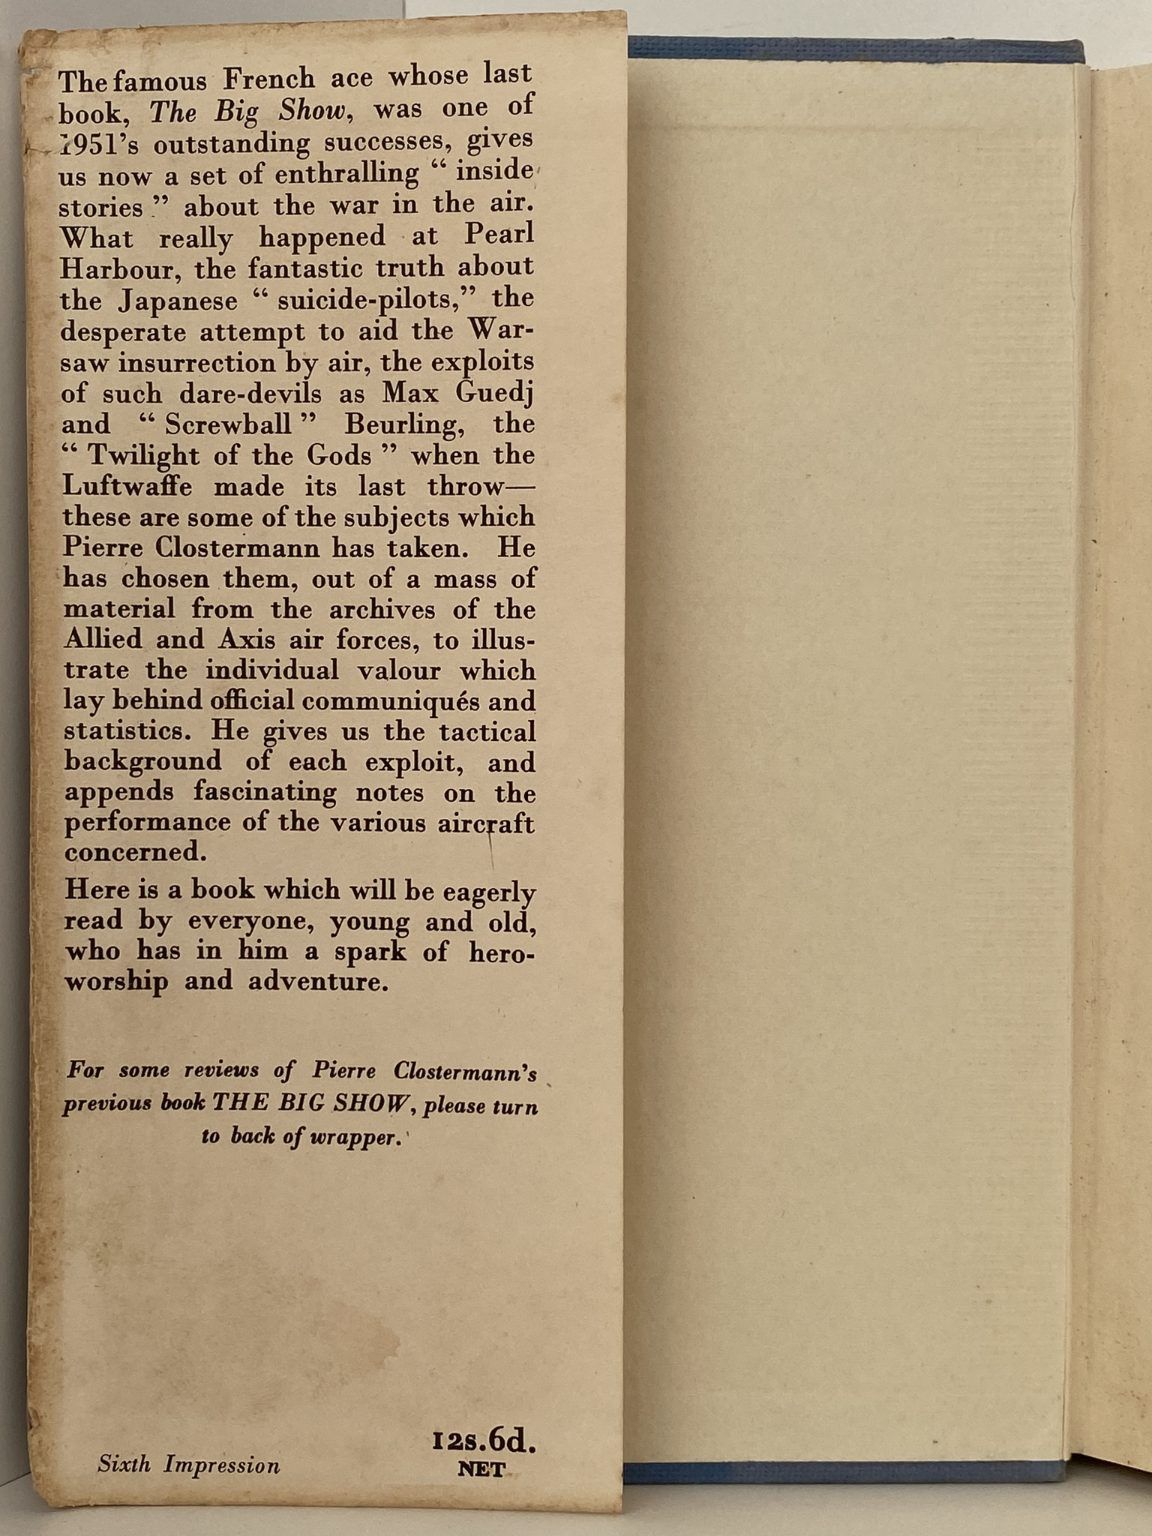 The famous French ace whose last
book, The Big Show, was one of
1951's outstanding successes, gives
us now a set of enthralling “ inside
stories ” about the war in the air.
What really happened at Pearl
Harbour, the fantastic truth about
the Japanese “ suicide-pilots,” the
desperate attempt to aid the War-
saw insurrection by air, the exploits
of such dare-devils as Max Guedj
and “ Screwball ” Beurling, the
“ Twilight of the Gods ” when the
Luftwaffe made its last throw—
these are some of the subjects which
Pierre Clostermann has taken. He
has chosen them, out of a mass of
material from the archives of the
Allied and Axis air forces, to illus-
trate the individual valour which
lay behind official communiqués and
statistics. He gives us the tactical
background of each exploit, and
appends fascinating notes on the
performance of the various aircraft
concerned.
Here is a book which will be eagerly
read by everyone, young and old,
who has in him a spark of hero-
worship and adventure.
For some reviews of Pierre Clostermann's
previous book THE BIG SHOW, please turn
to back of wrapper.
12s.6d.
Sixth Impression NET